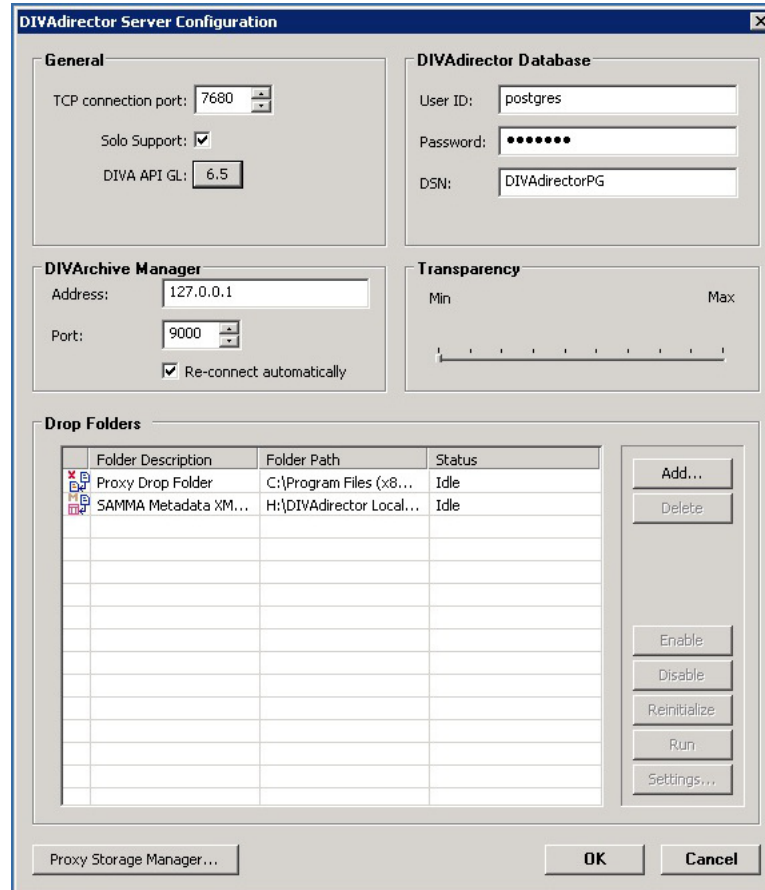 DIVAdirector Server Configuration
General
TCP connection port: 7680
Solo Support:
DIVA API GL: 6.5
DIVAdirector Database
User ID: postgres
Password: •••••••
DSN: DIVAdirectorPG
DIVArchive Manager
Address: 127.0.0.1
Port: 9000
Re-connect automatically
Transparency
Min Max
Drop Folders
Folder Description Folder Path Status
Proxy Drop Folder C:\Program Files (x8... Idle
SAMMA Metadata XM... H:\DIVAdirector Local... Idle
Add...
Delete
Enable
Disable
Reinitialize
Run
Settings...
Proxy Storage Manager... OK Cancel